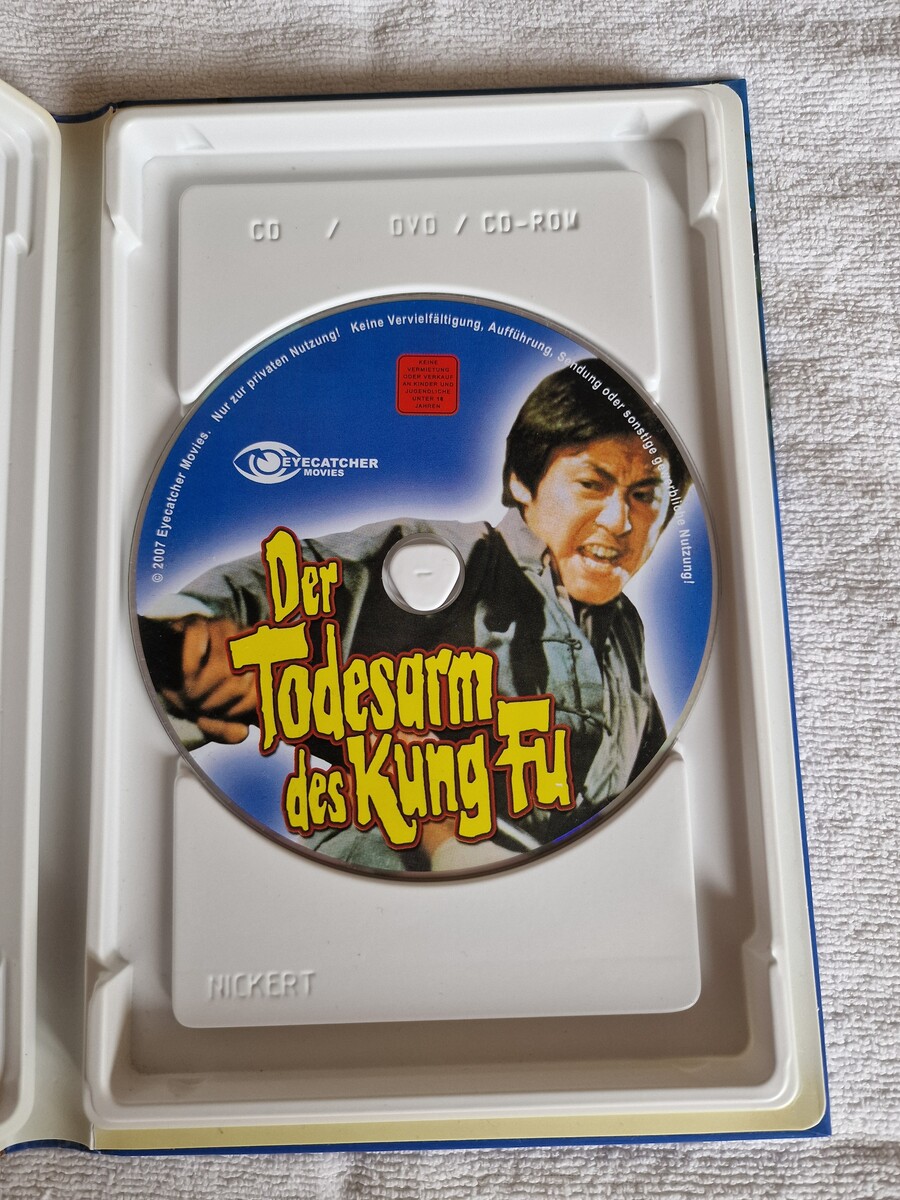 CD / DVD / CD-ROM
© 2007 Eyecatcher Movies. Nur zur privaten Nutzung! Keine Vervielfältigung, Aufführung, Sendung oder sonstige gewerbliche Nutzung!
KEINE
VERMIETUNG
ODER VERKAUF
AN KINDER UND
JUGENDLICHE
UNTER 18
JAHREN
EYECATCHER
MOVIES
Der
Todesarm
des Kung Fu
NICKERT